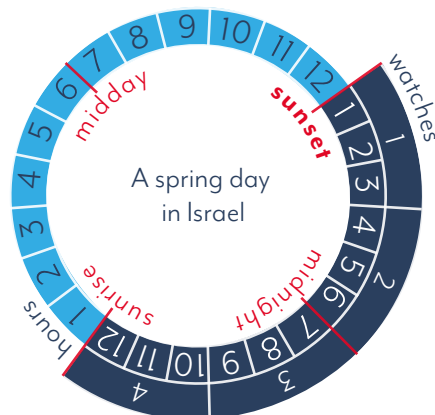 A spring day
in Israel
sunset
midnight
sunrise
midday
watches
hours
1 2 3 4 5 6 7 8 9 10 11 12
1 2 3 4 5 6 7 8 9 10 11 12
1 2 3 4